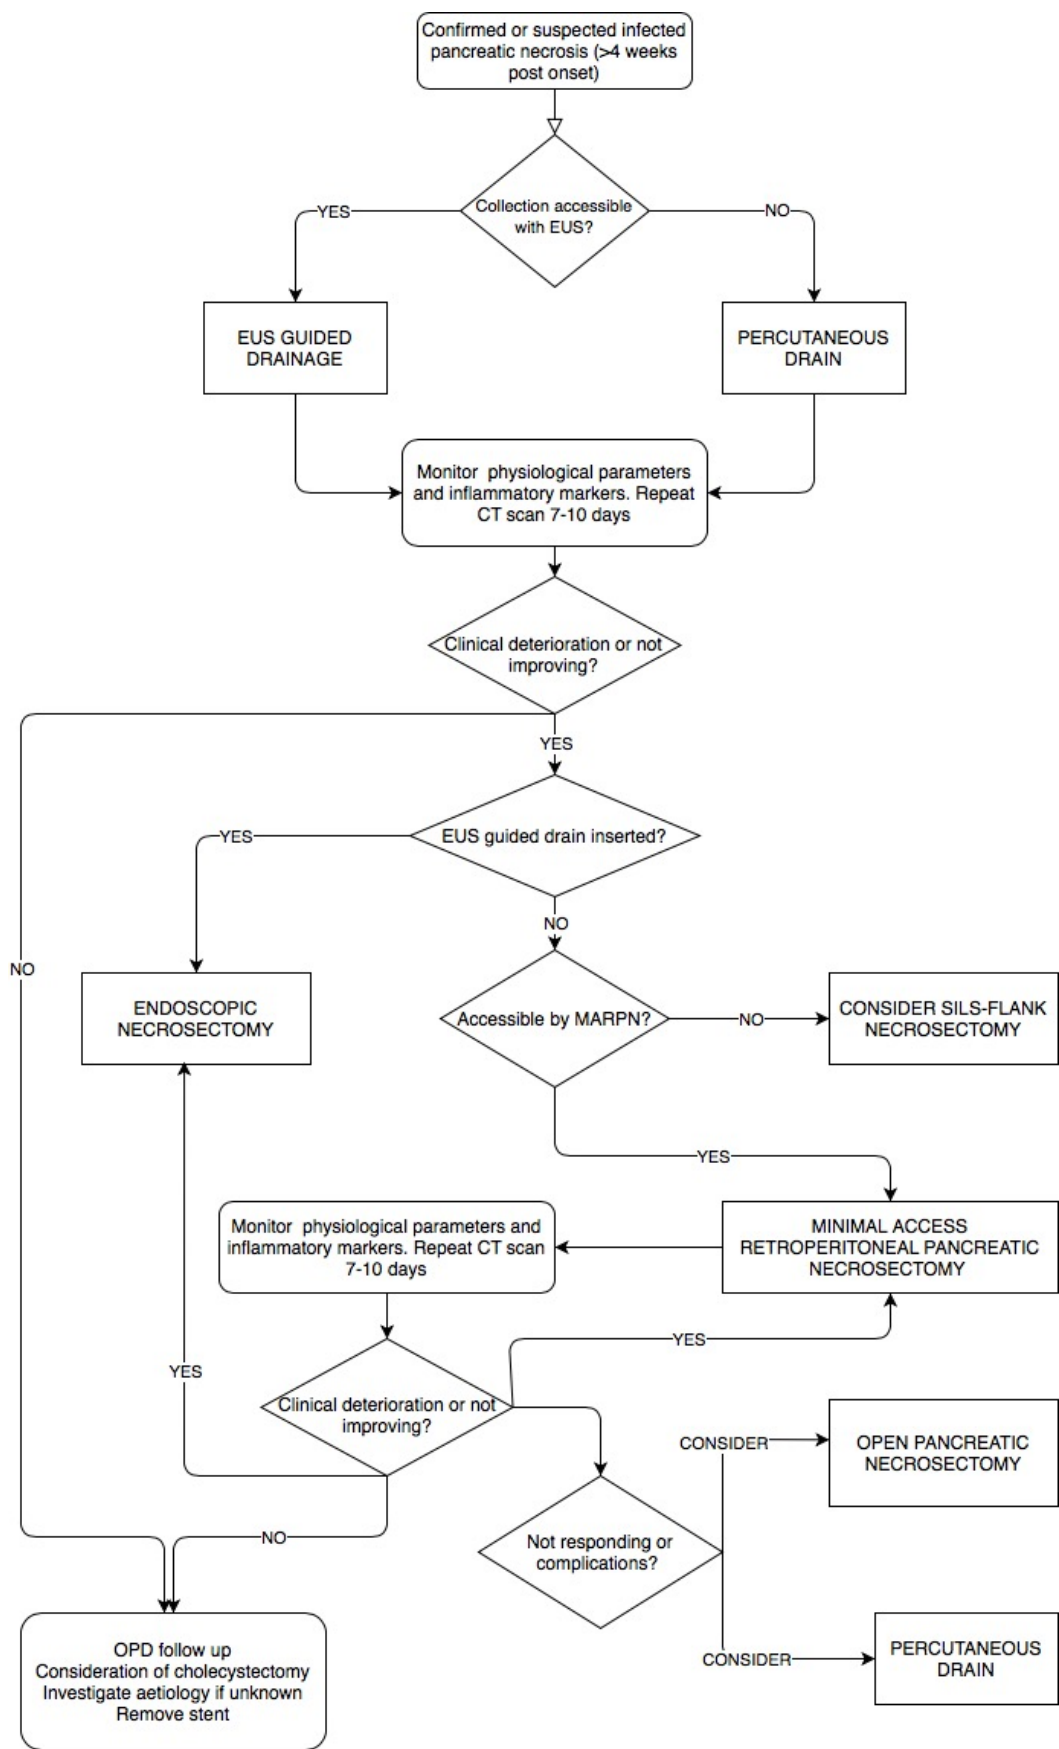 Confirmed or suspected infected
pancreatic necrosis (>4 weeks
post onset)
Collection accessible
with EUS?
YES
NO
EUS GUIDED
DRAINAGE
PERCUTANEOUS
DRAIN
Monitor physiological parameters
and inflammatory markers. Repeat
CT scan 7-10 days
Clinical deterioration or not
improving?
YES
EUS guided drain inserted?
YES
NO
NO
ENDOSCOPIC
NECROSECTOMY
Accessible by MARPN?
NO
CONSIDER SILS-FLANK
NECROSECTOMY
YES
Monitor physiological parameters and
inflammatory markers. Repeat CT scan
7-10 days
MINIMAL ACCESS
RETROPERITONEAL PANCREATIC
NECROSECTOMY
YES
YES
Clinical deterioration or not
improving?
CONSIDER
OPEN PANCREATIC
NECROSECTOMY
NO
Not responding or
complications?
OPD follow up
Consideration of cholecystectomy
Investigate aetiology if unknown
Remove stent
CONSIDER
PERCUTANEOUS
DRAIN